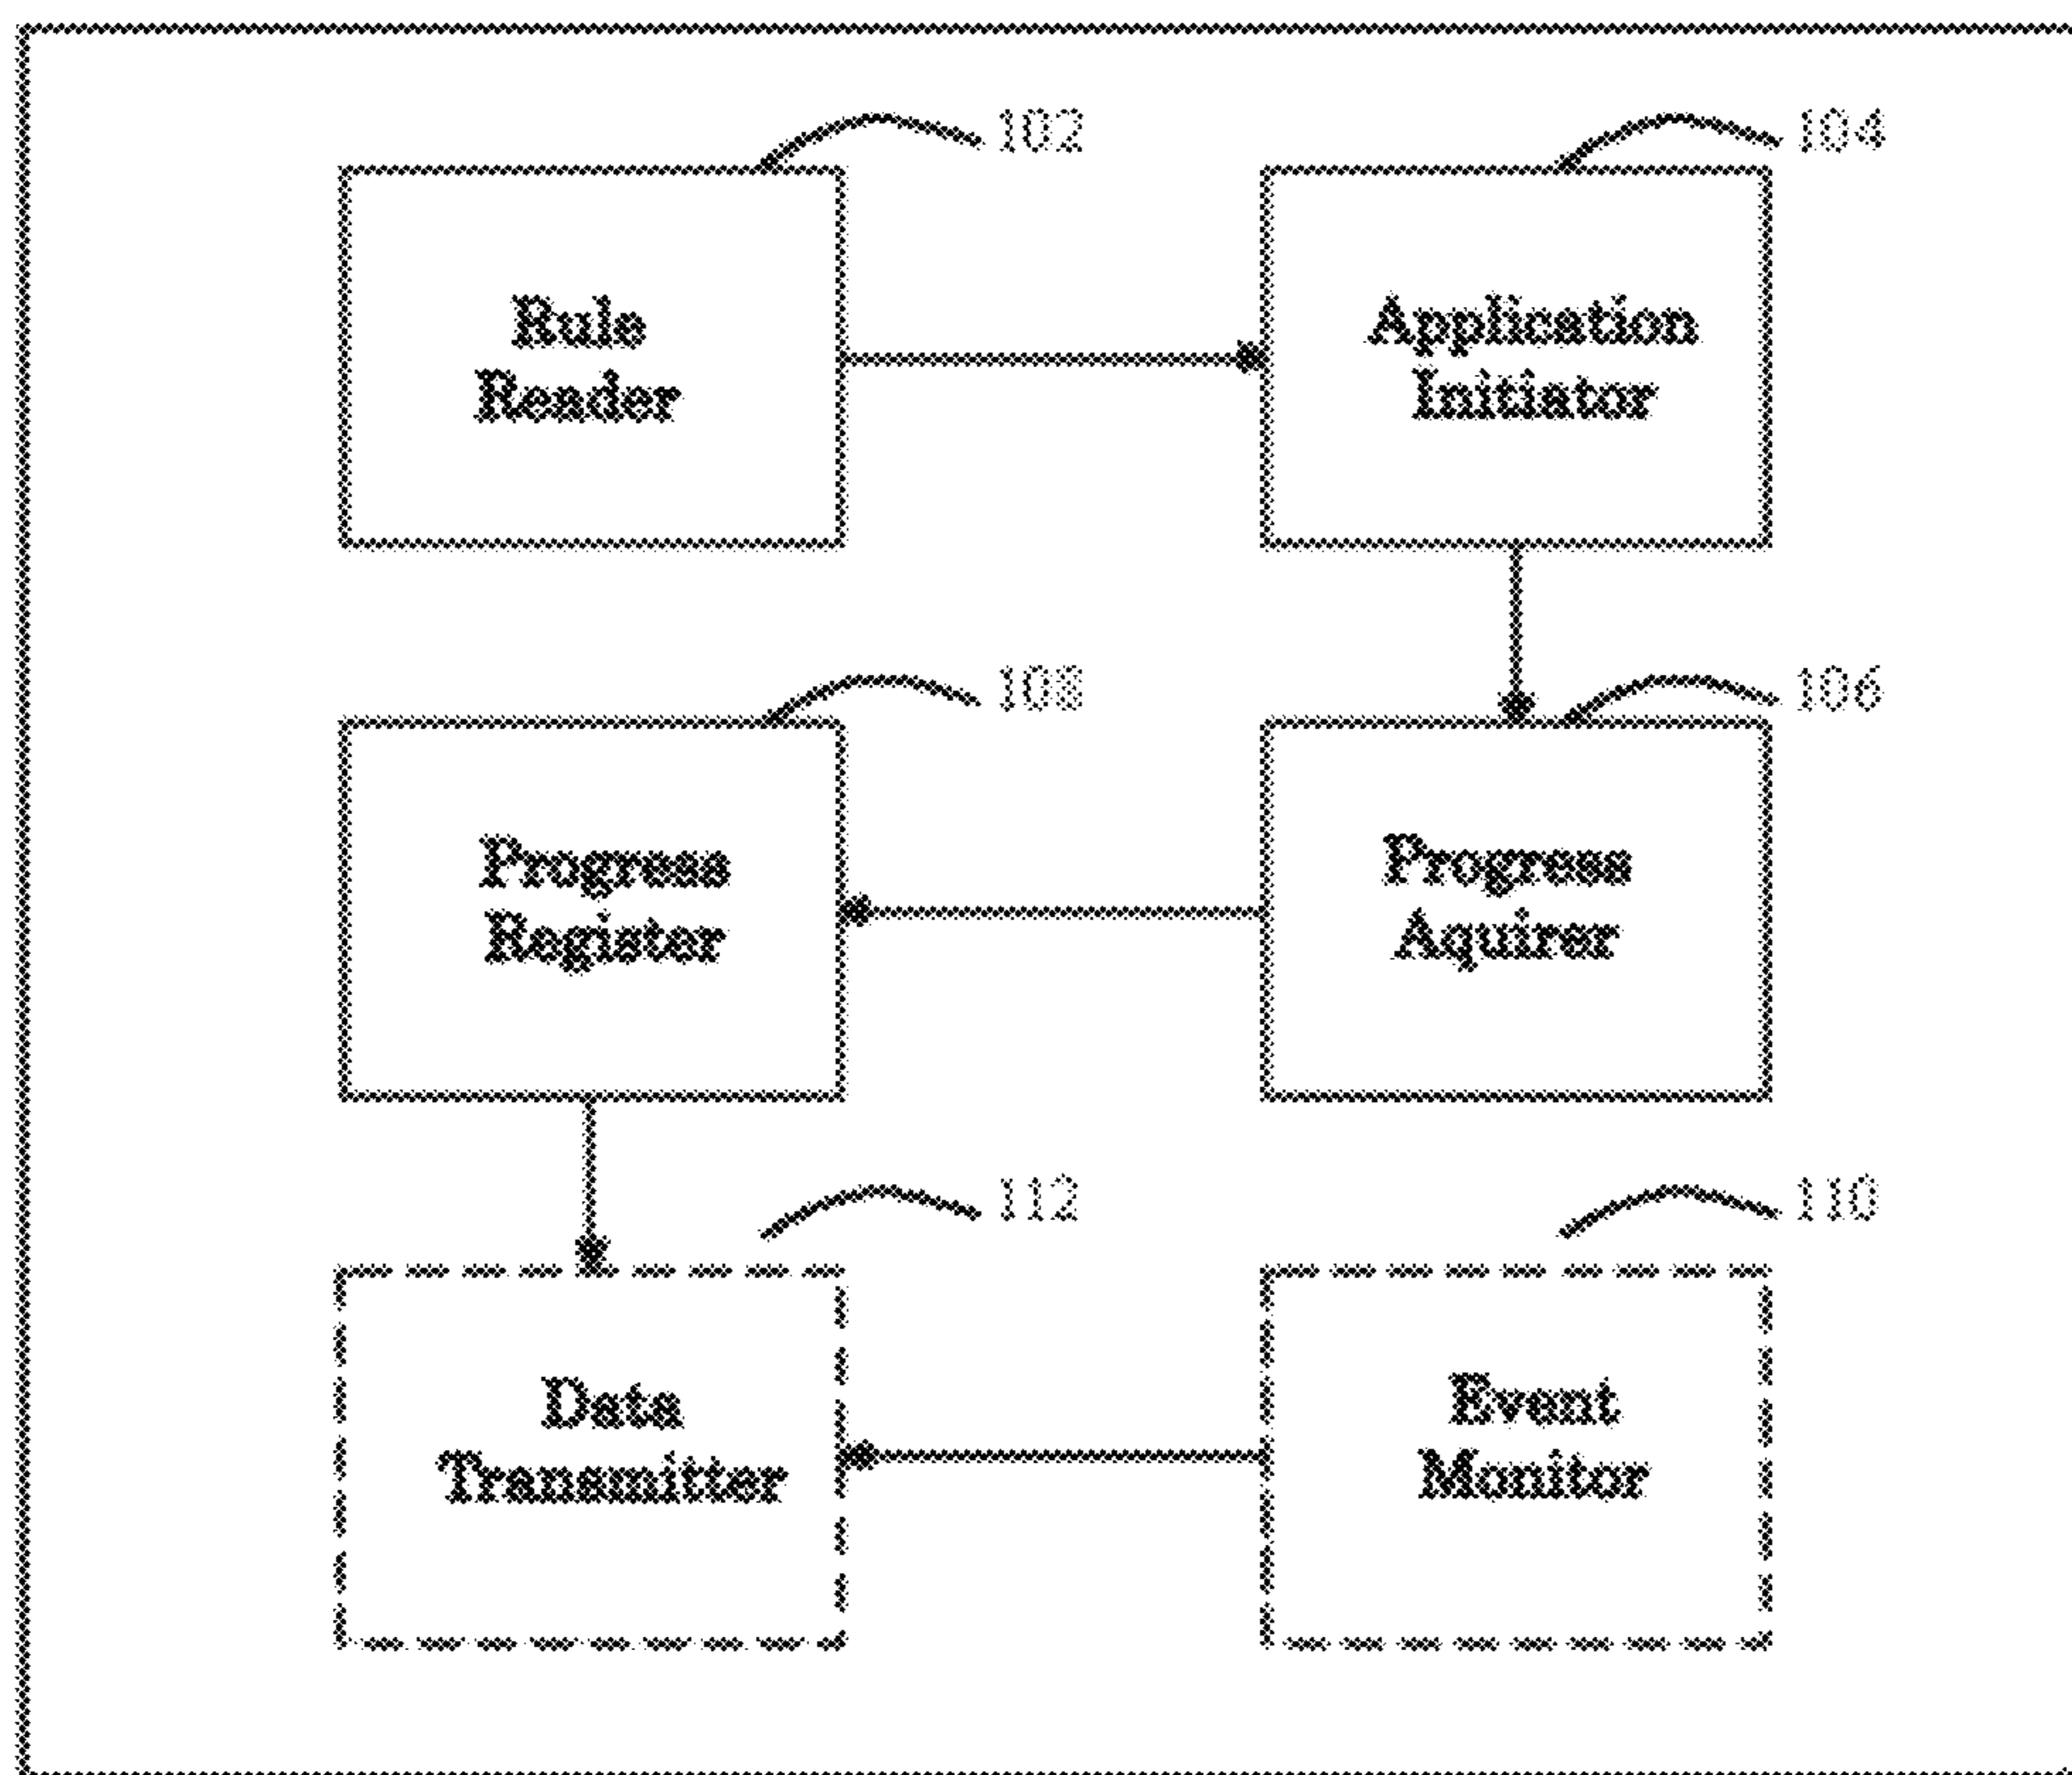 102
104
Rule
Reader
Application
Initiator
108
106
Progress
Register
Progress
Aquirer
112
110
Data
Transmitter
Event
Monitor